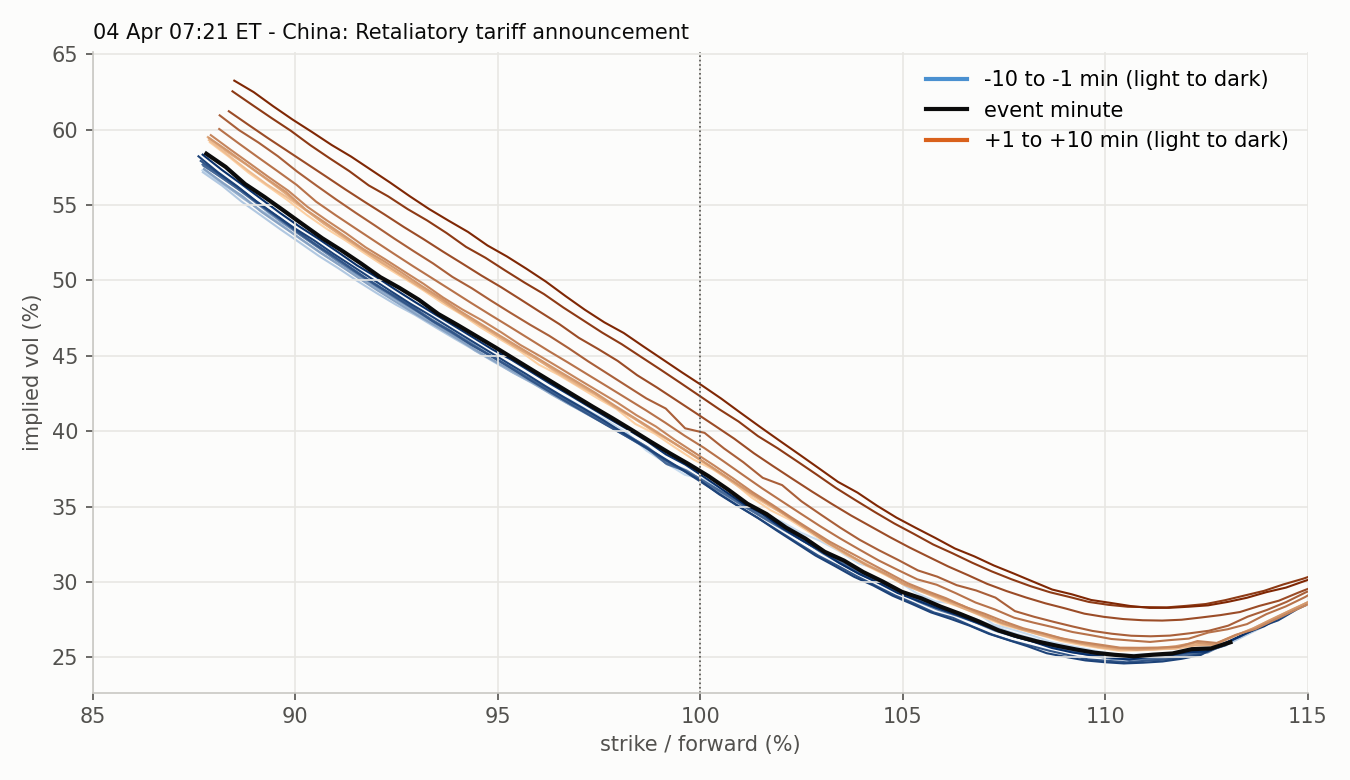 04 Apr 07:21 ET - China: Retaliatory tariff announcement
65
60
55
50
45
40
35
30
25
implied vol (%)
-10 to -1 min (light to dark)
event minute
+1 to +10 min (light to dark)
85 90 95 100 105 110 115
strike / forward (%)